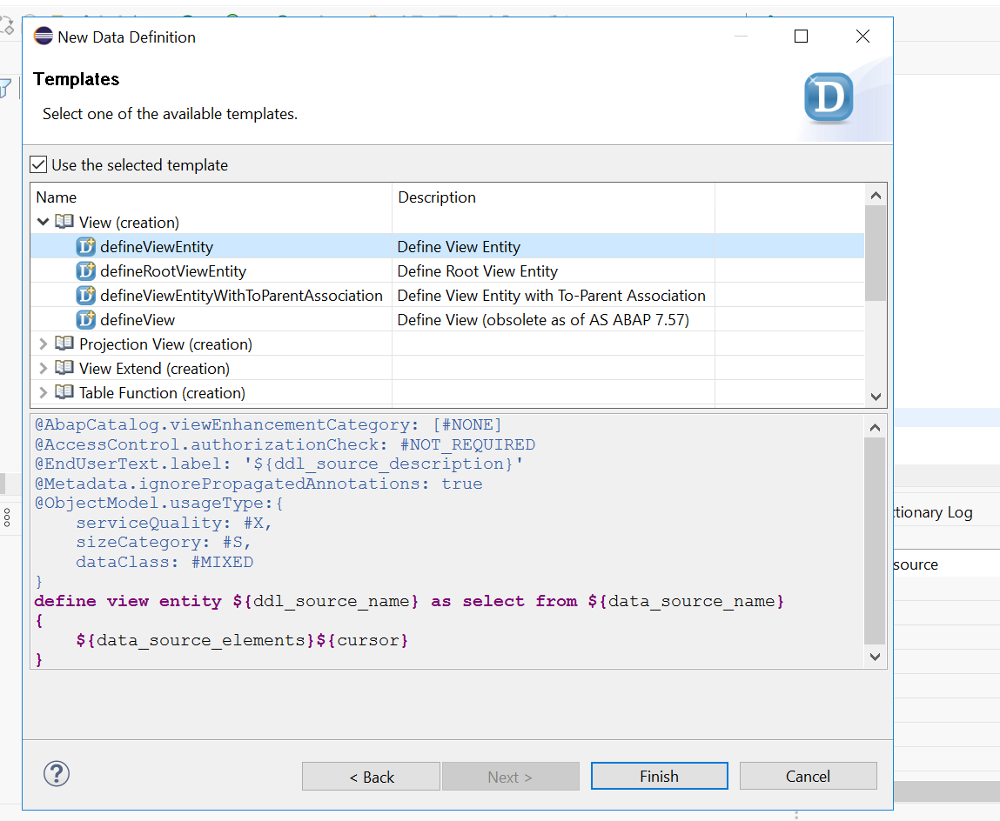 New Data Definition
Templates
Select one of the available templates.
D
Use the selected template
Name Description
View (creation)
defineViewEntity Define View Entity
defineRootViewEntity Define Root View Entity
defineViewEntityWithToParentAssociation Define View Entity with To-Parent Association
defineView Define View (obsolete as of AS ABAP 7.57)
Projection View (creation)
View Extend (creation)
Table Function (creation)
@AbapCatalog.viewEnhancementCategory: [#NONE]
@AccessControl.authorizationCheck: #NOT_REQUIRED
@EndUserText.label: '${ddl_source_description}'
@Metadata.ignorePropagatedAnnotations: true
@ObjectModel.usageType:{
    serviceQuality: #X,
    sizeCategory: #S,
    dataClass: #MIXED
}
define view entity ${ddl_source_name} as select from ${data_source_name}
{
    ${data_source_elements}${cursor}
}
ctionary Log
source
? < Back Next > Finish Cancel